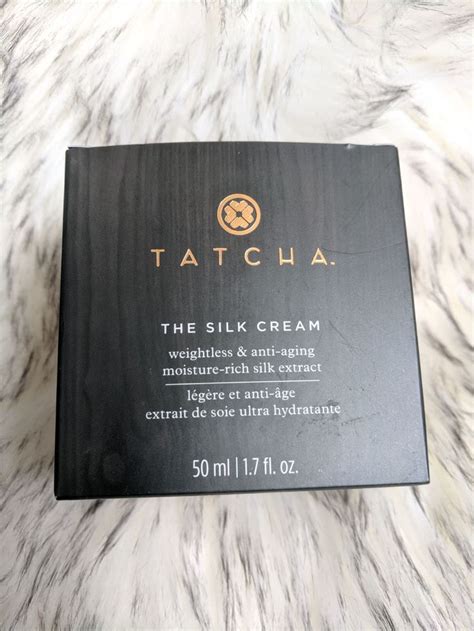 TATCHA.
THE SILK CREAM
weightless & anti-aging
moisture-rich silk extract
légère et anti-âge
extrait de soie ultra hydratante
50 ml | 1.7 fl. oz.